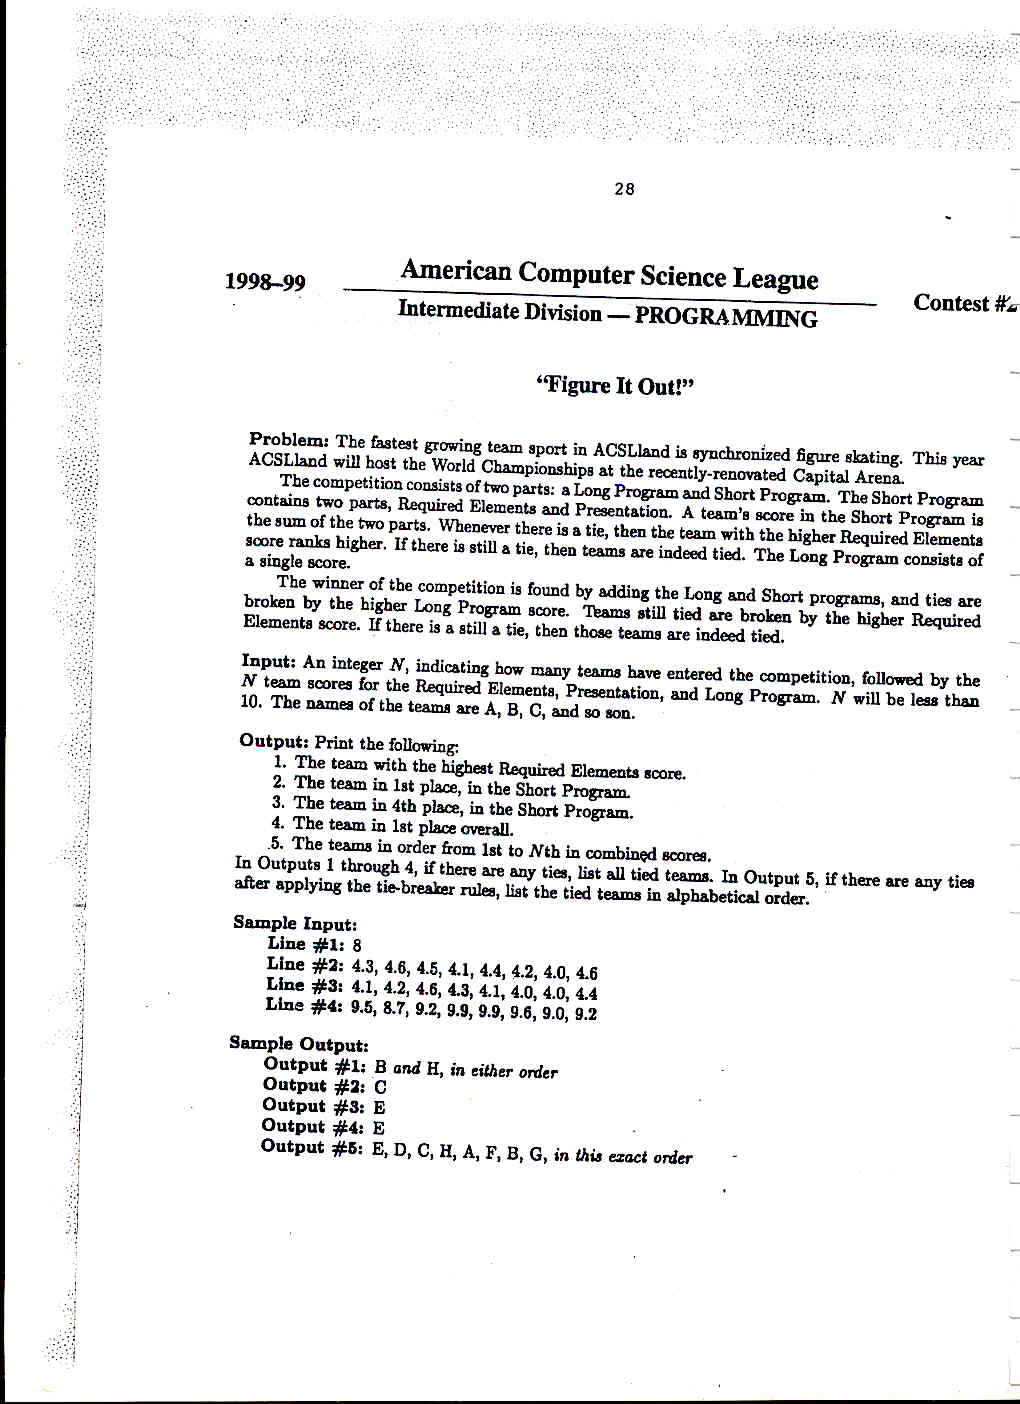 28
1998–99
American Computer Science League
Intermediate Division — PROGRAMMING
Contest #2
“Figure It Out!”
Problem: The fastest growing team sport in ACSLland is synchronized figure skating. This year
ACSLland will host the World Championships at the recently-renovated Capital Arena.
The competition consists of two parts: a Long Program and Short Program. The Short Program
contains two parts, Required Elements and Presentation. A team's score in the Short Program is
the sum of the two parts. Whenever there is a tie, then the team with the higher Required Elements
score ranks higher. If there is still a tie, then teams are indeed tied. The Long Program consists of
a single score.
The winner of the competition is found by adding the Long and Short programs, and ties are
broken by the higher Long Program score. Teams still tied are broken by the higher Required
Elements score. If there is a still a tie, then those teams are indeed tied.
Input: An integer N, indicating how many teams have entered the competition, followed by the
N team scores for the Required Elements, Presentation, and Long Program. N will be less than
10. The names of the teams are A, B, C, and so son.
Output: Print the following:
1. The team with the highest Required Elements score.
2. The team in 1st place, in the Short Program.
3. The team in 4th place, in the Short Program.
4. The team in 1st place overall.
5. The teams in order from 1st to Nth in combined scores.
In Outputs 1 through 4, if there are any ties, list all tied teams. In Output 5, if there are any ties
after applying the tie-breaker rules, list the tied teams in alphabetical order.
Sample Input:
Line #1: 8
Line #2: 4.3, 4.6, 4.5, 4.1, 4.4, 4.2, 4.0, 4.6
Line #3: 4.1, 4.2, 4.6, 4.3, 4.1, 4.0, 4.0, 4.4
Line #4: 9.5, 8.7, 9.2, 9.9, 9.9, 9.6, 9.0, 9.2
Sample Output:
Output #1: B and H, in either order
Output #2: C
Output #3: E
Output #4: E
Output #5: E, D, C, H, A, F, B, G, in this exact order